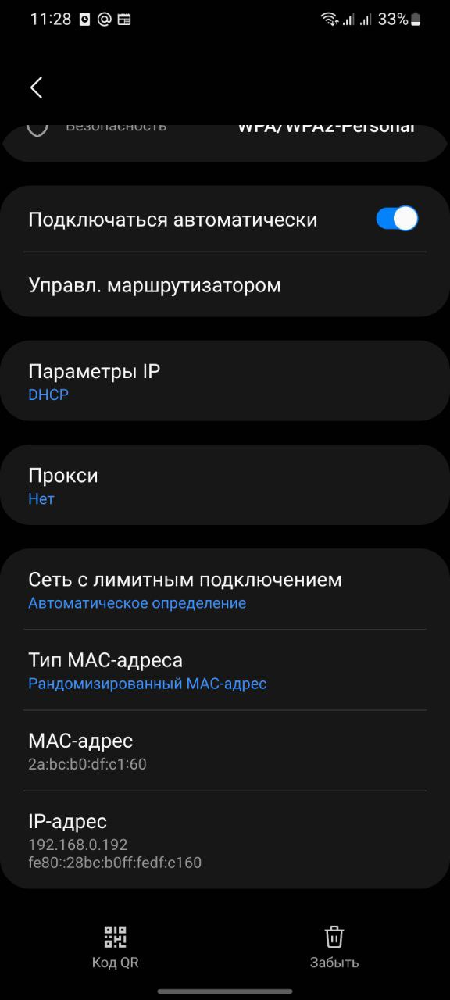 11:28
33%
Безопасность
WPA/WPA2-Personal
Подключаться автоматически
Управл. маршрутизатором
Параметры IP
DHCP
Прокси
Нет
Сеть с лимитным подключением
Автоматическое определение
Тип MAC-адреса
Рандомизированный MAC-адрес
MAC-адрес
2a:bc:b0:df:c1:60
IP-адрес
192.168.0.192
fe80::28bc:b0ff:fedf:c160
Код QR
Забыть